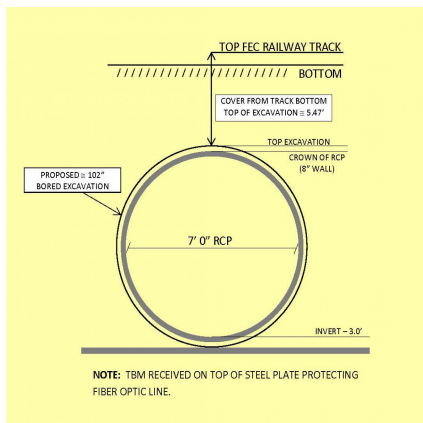 TOP FEC RAILWAY TRACK
BOTTOM
COVER FROM TRACK BOTTOM
TOP OF EXCAVATION ≅ 5.47'
TOP EXCAVATION
CROWN OF RCP
(8" WALL)
PROPOSED ≅ 102"
BORED EXCAVATION
7' 0" RCP
INVERT – 3.0'
NOTE: TBM RECEIVED ON TOP OF STEEL PLATE PROTECTING
FIBER OPTIC LINE.